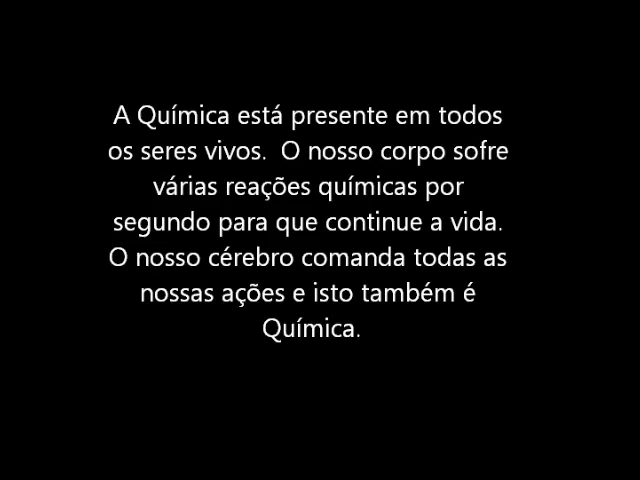 A Química está presente em todos
os seres vivos.  O nosso corpo sofre
várias reações químicas por
segundo para que continue a vida.
O nosso cérebro comanda todas as
nossas ações e isto também é
Química.